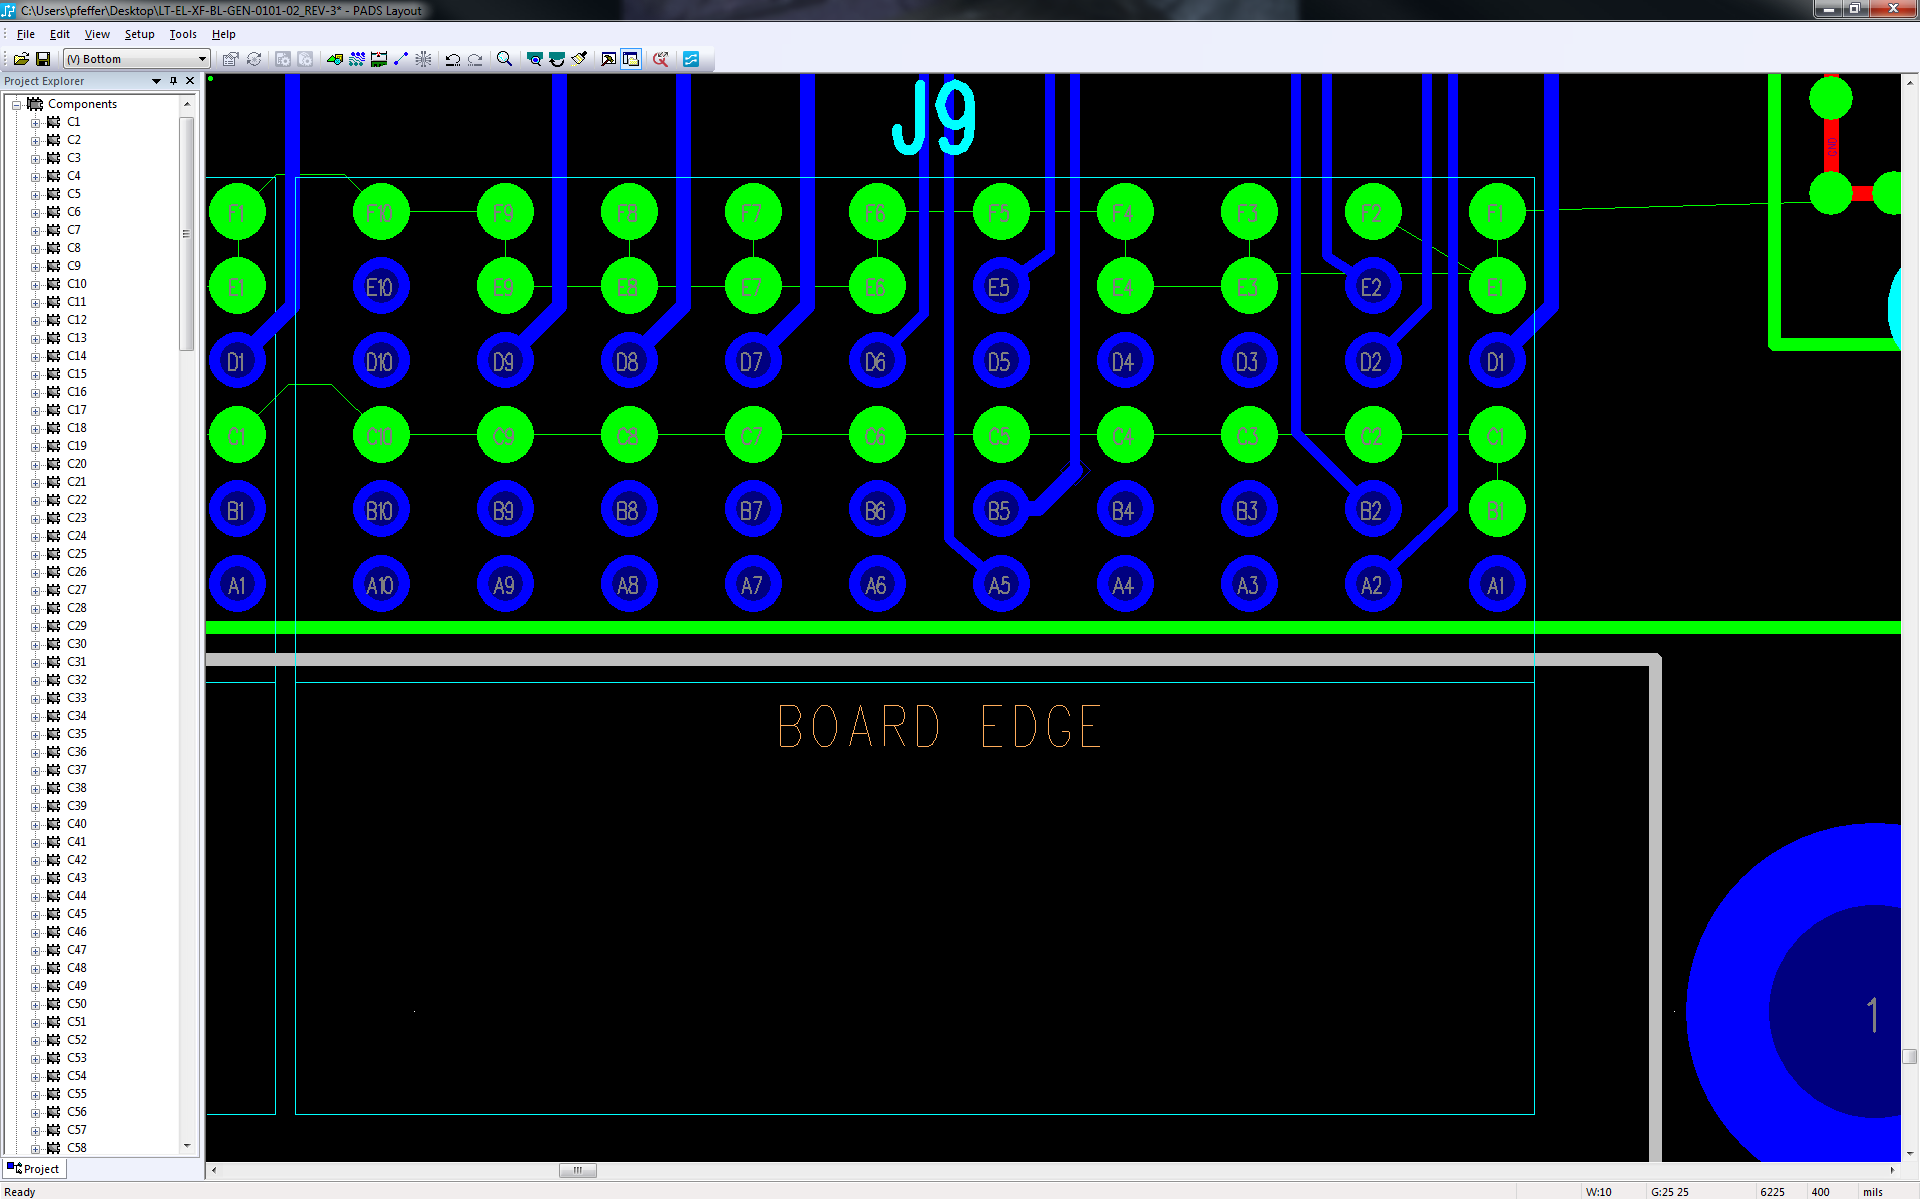 C:\Users\pfeffer\Desktop\LT-EL-XF-BL-GEN-0101-02_REV-3* - PADS Layout
File Edit View Setup Tools Help
(V) Bottom
Project Explorer
Components
C1
C2
C3
C4
C5
C6
C7
C8
C9
C10
C11
C12
C13
C14
C15
C16
C17
C18
C19
C20
C21
C22
C23
C24
C25
C26
C27
C28
C29
C30
C31
C32
C33
C34
C35
C36
C37
C38
C39
C40
C41
C42
C43
C44
C45
C46
C47
C48
C49
C50
C51
C52
C53
C54
C55
C56
C57
C58
Project
J9
GND
F1 F10 F9 F8 F7 F6 F5 F4 F3 F2 F1
E1 E10 E9 E8 E7 E6 E5 E4 E3 E2 E1
D1 D10 D9 D8 D7 D6 D5 D4 D3 D2 D1
C1 C10 C9 C8 C7 C6 C5 C4 C3 C2 C1
B1 B10 B9 B8 B7 B6 B5 B4 B3 B2 B1
A1 A10 A9 A8 A7 A6 A5 A4 A3 A2 A1
BOARD EDGE
1
Ready W:10 G:25 25 6225 400 mils